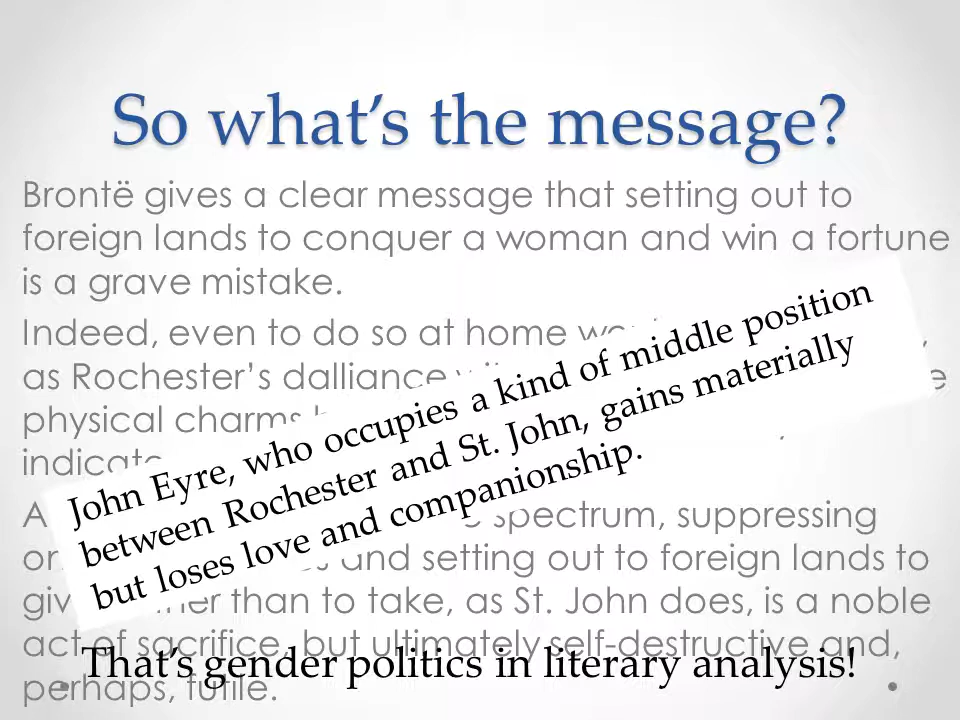 So what's the message?
Brontë gives a clear message that setting out to
foreign lands to conquer a woman and win a fortune
is a grave mistake.
Indeed, even to do so at home
as Rochester's dalliance
physical charms
John Eyre, who occupies a kind of middle position
between Rochester and St. John, gains materially
but loses love and companionship.
spectrum, suppressing
and setting out to foreign lands to
than to take, as St. John does, is a noble
act of sacrifice, but ultimately self-destructive and,
That's gender politics in literary analysis!
perhaps, futile.